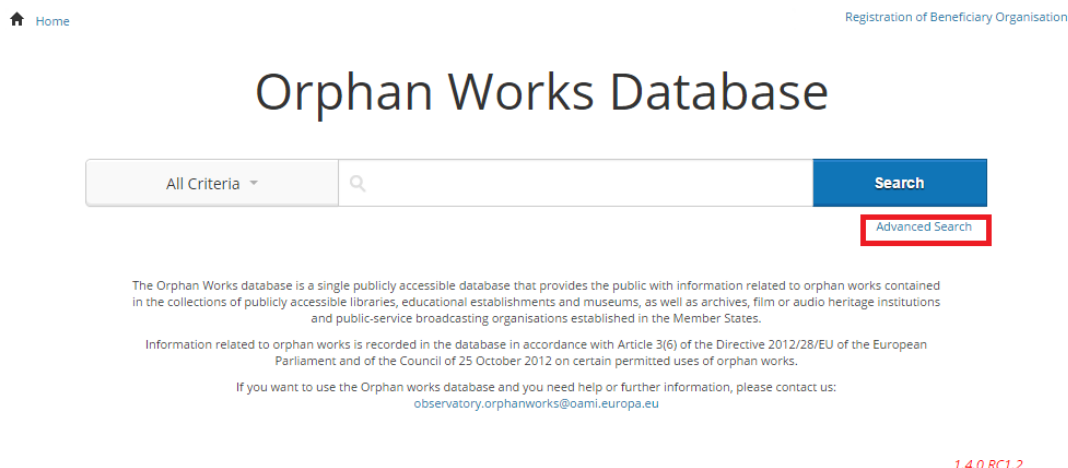 Home
Registration of Beneficiary Organisation
Orphan Works Database
All Criteria
Search
Advanced Search
The Orphan Works database is a single publicly accessible database that provides the public with information related to orphan works contained
in the collections of publicly accessible libraries, educational establishments and museums, as well as archives, film or audio heritage institutions
and public-service broadcasting organisations established in the Member States.
Information related to orphan works is recorded in the database in accordance with Article 3(6) of the Directive 2012/28/EU of the European
Parliament and of the Council of 25 October 2012 on certain permitted uses of orphan works.
If you want to use the Orphan works database and you need help or further information, please contact us:
observatory.orphanworks@oami.europa.eu
1.4.0 RC1.2